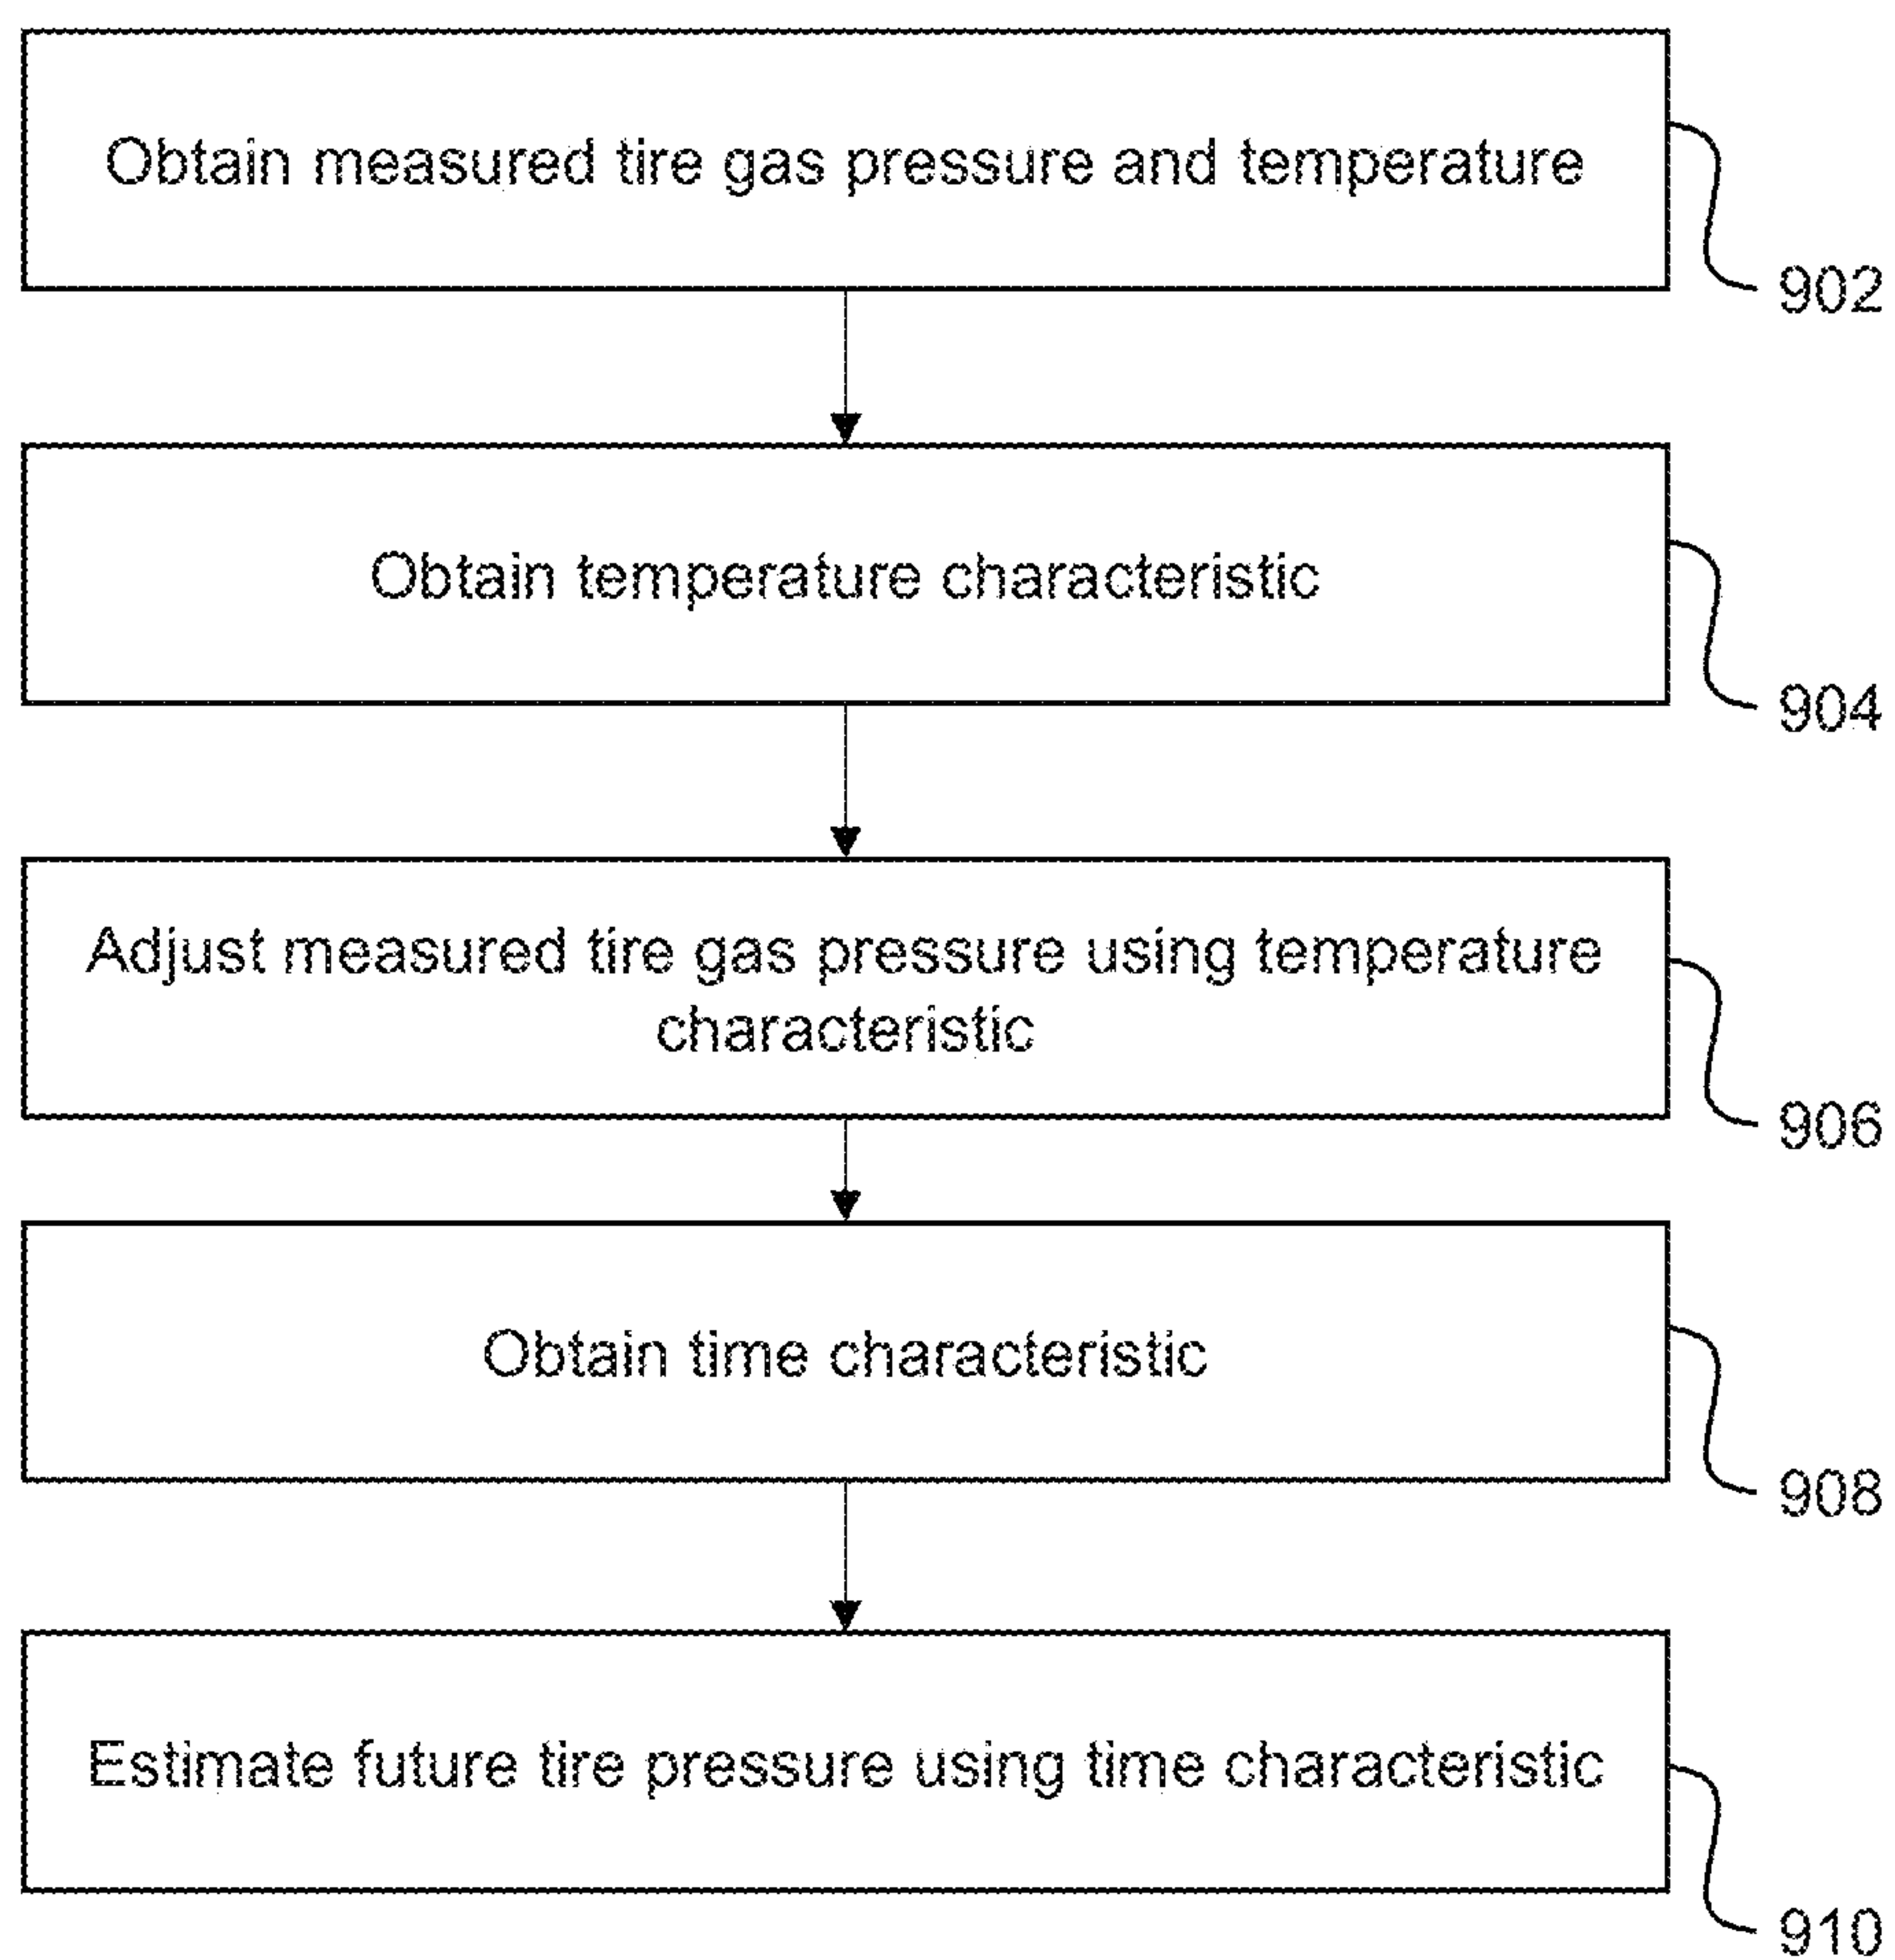 Obtain measured tire gas pressure and temperature
902
Obtain temperature characteristic
904
Adjust measured tire gas pressure using temperature
characteristic
906
Obtain time characteristic
908
Estimate future tire pressure using time characteristic
910